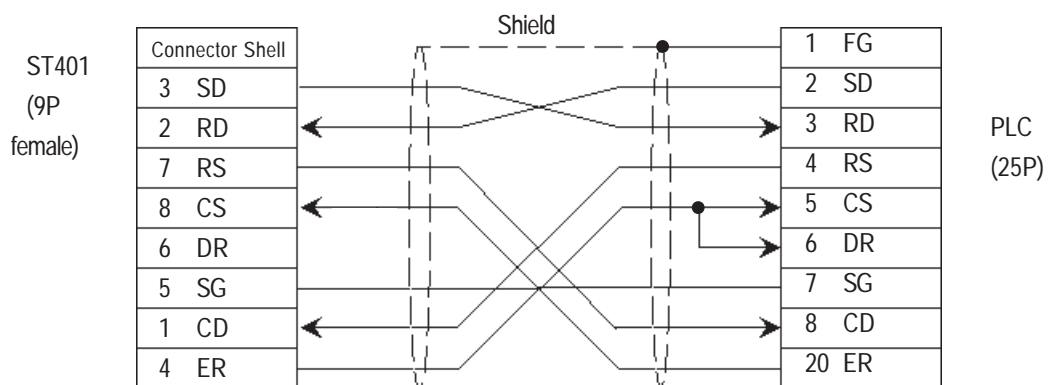 Shield
ST401
(9P
female)
Connector Shell
3 SD
2 RD
7 RS
8 CS
6 DR
5 SG
1 CD
4 ER
1 FG
2 SD
3 RD
4 RS
5 CS
6 DR
7 SG
8 CD
20 ER
PLC
(25P)